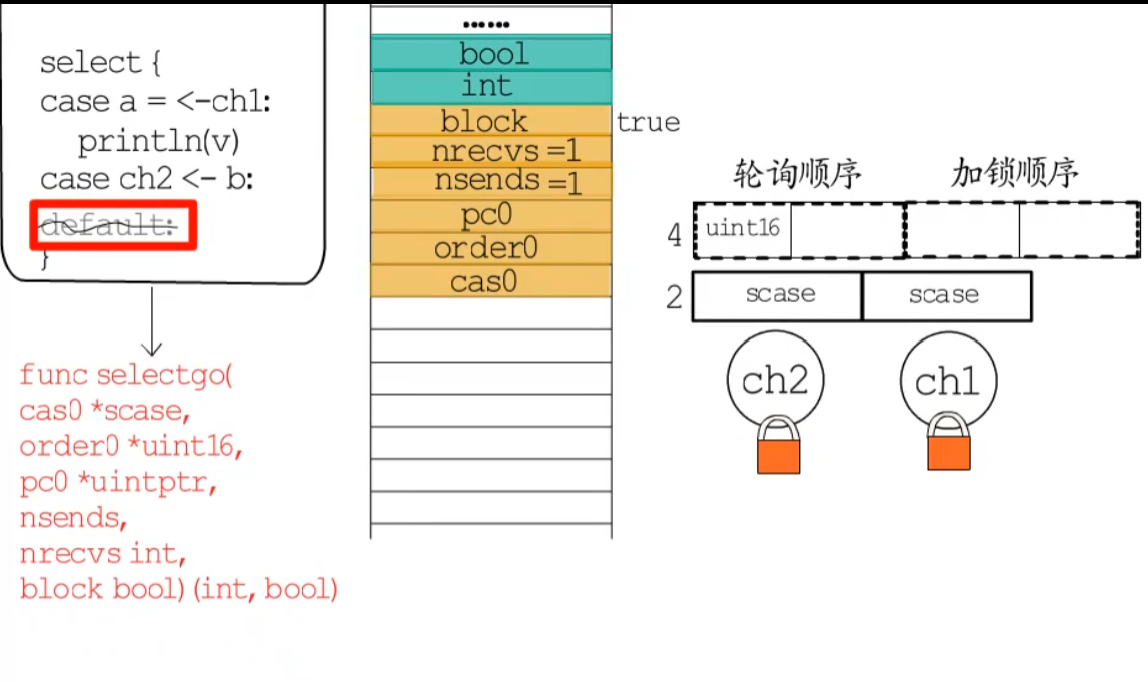 select {
case a = <-ch1:
println(v)
case ch2 <- b:
default:
}
func selectgo(
cas0 *scase,
order0 *uint16,
pc0 *uintptr,
nsends,
nrecvs int,
block bool) (int, bool)
......
bool
int
block
true
nrecvs =1
nsends =1
pc0
order0
cas0
轮询顺序
加锁顺序
4
uint16
2
scase
scase
ch2
ch1